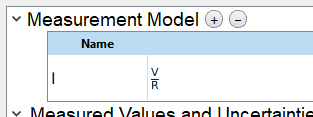 Measurement Model + -
Name
I V/R
Measured Values and Uncertaintie